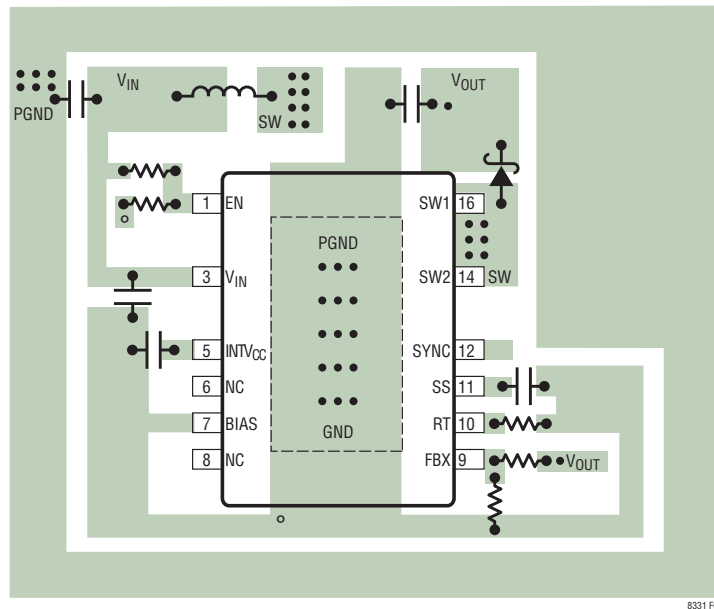 VIN
VOUT
PGND
SW
1 EN
SW1 16
PGND
3 VIN
SW2 14 SW
5 INTVCC
SYNC 12
6 NC
SS 11
7 BIAS
RT 10
GND
8 NC
FBX 9
VOUT